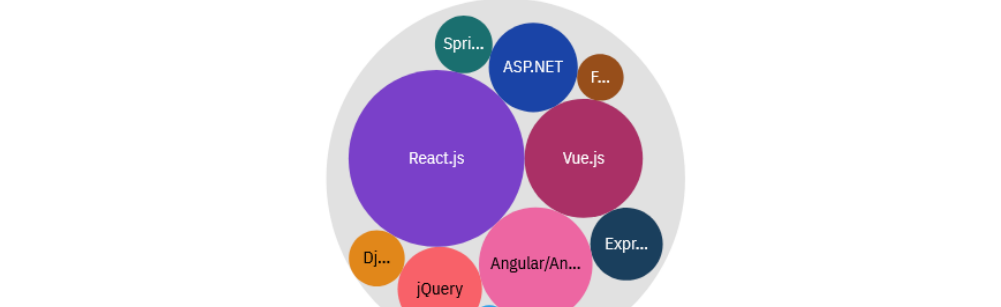 Spri...
ASP.NET
F...
React.js
Vue.js
Expr...
Dj...
Angular/An...
jQuery